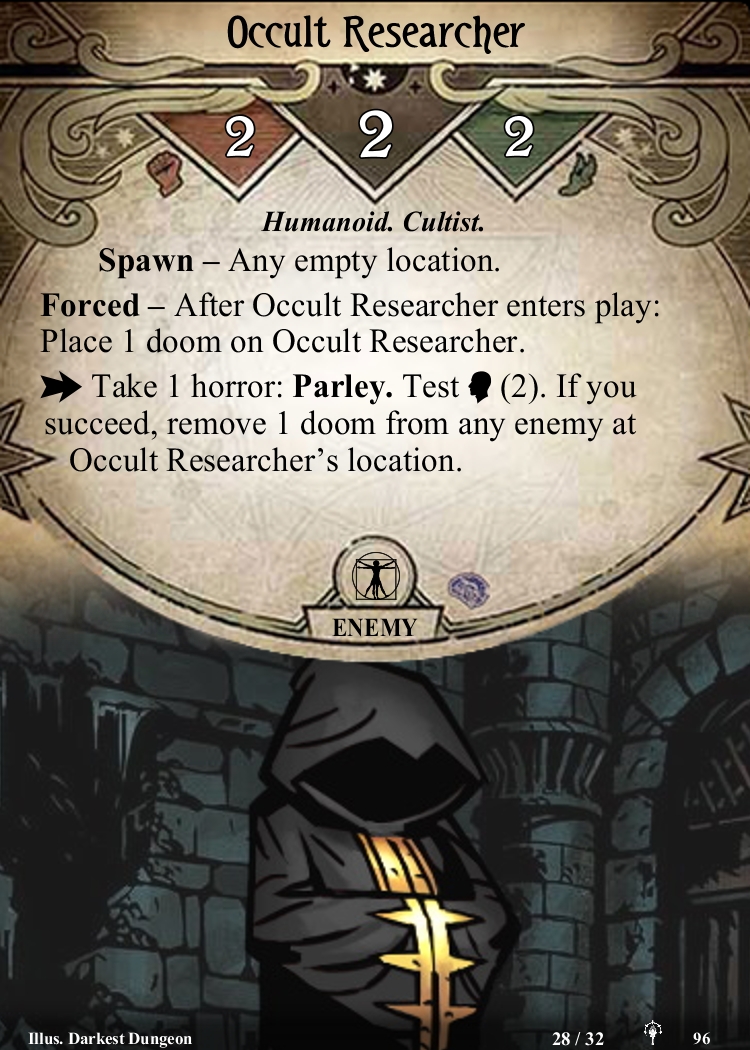 Occult Researcher
2 2 2
Humanoid. Cultist.
Spawn – Any empty location.
Forced – After Occult Researcher enters play:
Place 1 doom on Occult Researcher.
Take 1 horror: Parley. Test (2). If you
succeed, remove 1 doom from any enemy at
Occult Researcher’s location.
ENEMY
Illus. Darkest Dungeon 28 / 32 96